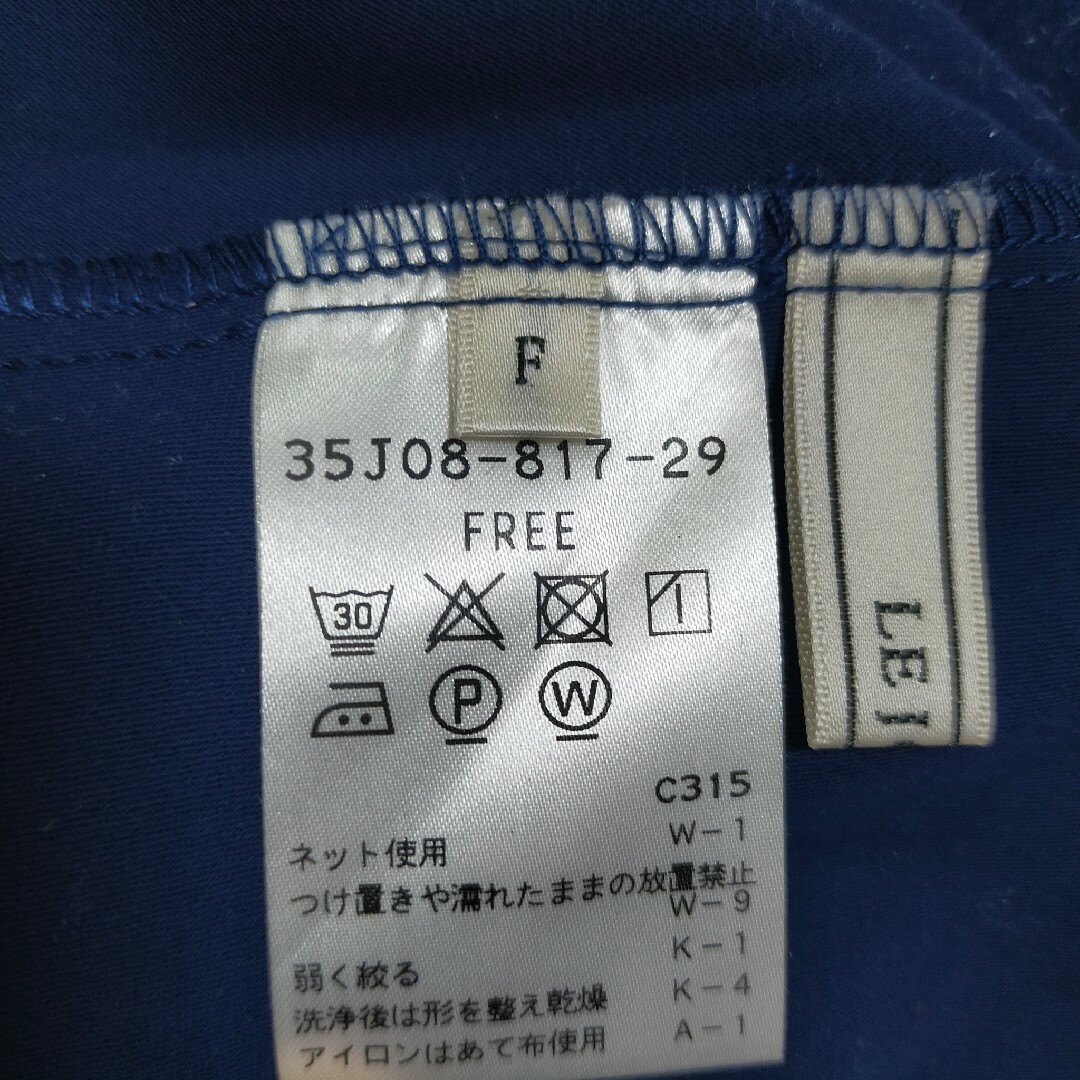 F
35J08-817-29
FREE
30
P W
C315
ネット使用 W-1
つけ置きや濡れたままの放置禁止
W-9
K-1
弱く絞る
洗浄後は形を整え乾燥 K-4
アイロンはあて布使用 A-1
LE